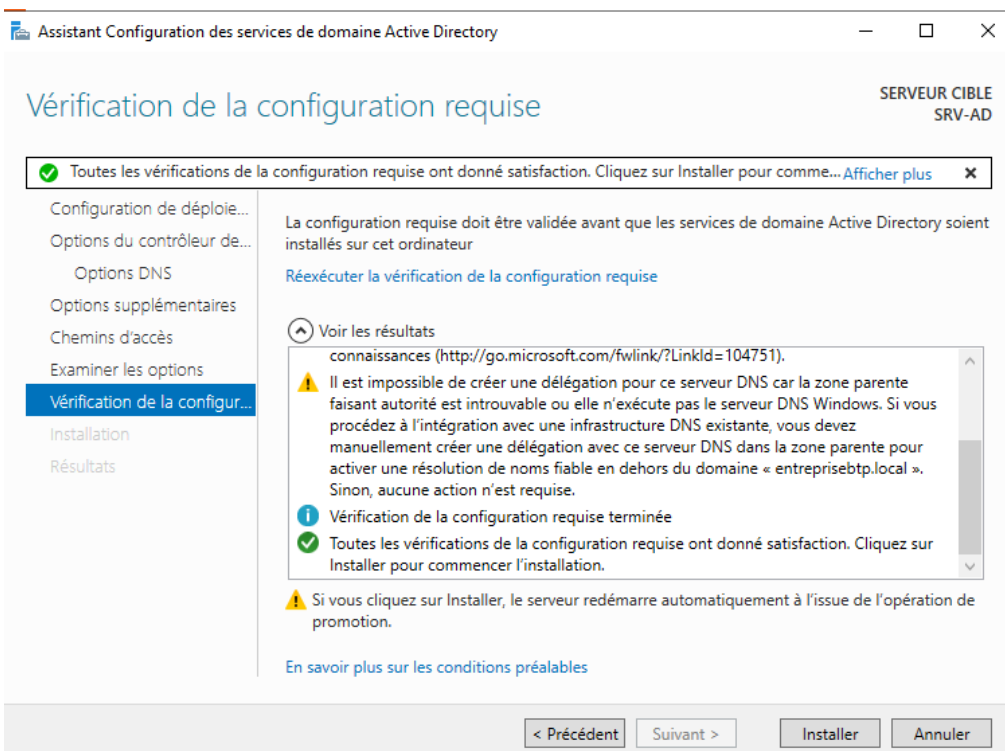 Assistant Configuration des services de domaine Active Directory
Vérification de la configuration requise
SERVEUR CIBLE
SRV-AD
Toutes les vérifications de la configuration requise ont donné satisfaction. Cliquez sur Installer pour comme... Afficher plus
Configuration de déploie...
Options du contrôleur de...
Options DNS
Options supplémentaires
Chemins d'accès
Examiner les options
Vérification de la configur...
Installation
Résultats
La configuration requise doit être validée avant que les services de domaine Active Directory soient
installés sur cet ordinateur
Réexécuter la vérification de la configuration requise
Voir les résultats
connaissances (http://go.microsoft.com/fwlink/?LinkId=104751).
Il est impossible de créer une délégation pour ce serveur DNS car la zone parente
faisant autorité est introuvable ou elle n'exécute pas le serveur DNS Windows. Si vous
procédez à l'intégration avec une infrastructure DNS existante, vous devez
manuellement créer une délégation avec ce serveur DNS dans la zone parente pour
activer une résolution de noms fiable en dehors du domaine « entreprisebtp.local ».
Sinon, aucune action n'est requise.
Vérification de la configuration requise terminée
Toutes les vérifications de la configuration requise ont donné satisfaction. Cliquez sur
Installer pour commencer l'installation.
Si vous cliquez sur Installer, le serveur redémarre automatiquement à l'issue de l'opération de
promotion.
En savoir plus sur les conditions préalables
< Précédent
Suivant >
Installer
Annuler